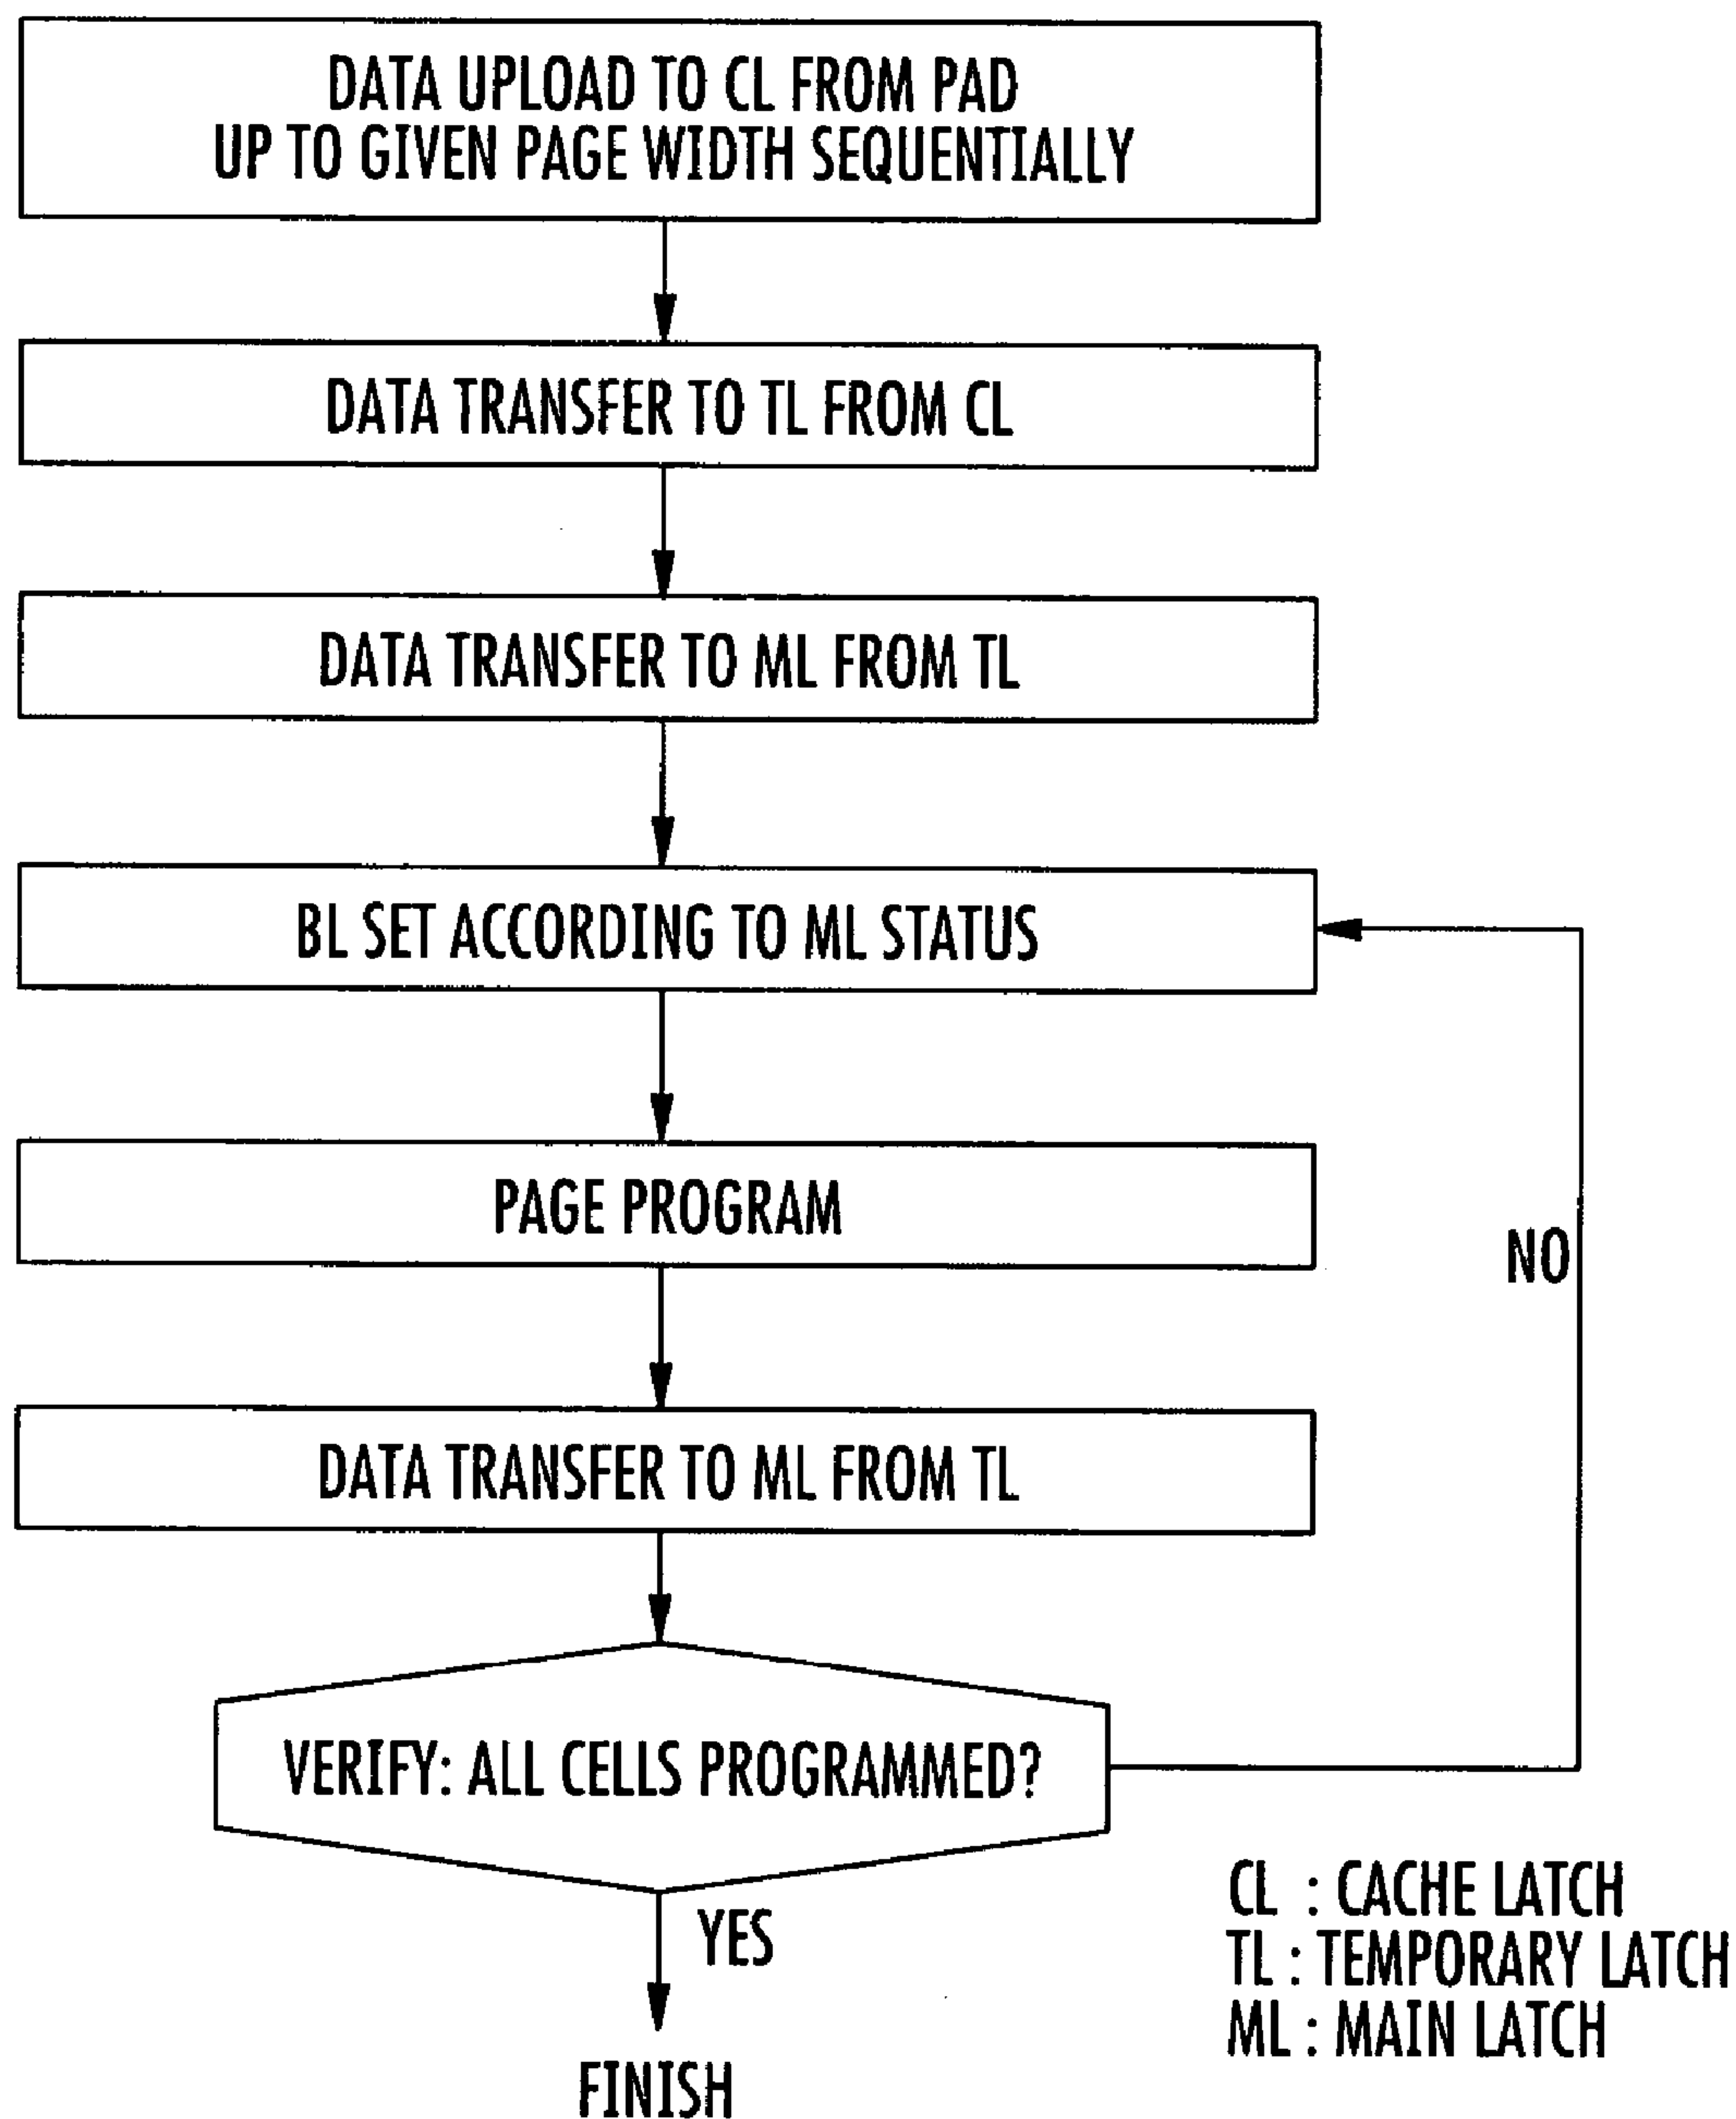 DATA UPLOAD TO CL FROM PAD
UP TO GIVEN PAGE WIDTH SEQUENTIALLY
DATA TRANSFER TO TL FROM CL
DATA TRANSFER TO ML FROM TL
BL SET ACCORDING TO ML STATUS
PAGE PROGRAM
NO
DATA TRANSFER TO ML FROM TL
VERIFY: ALL CELLS PROGRAMMED?
YES
FINISH
CL : CACHE LATCH
TL : TEMPORARY LATCH
ML : MAIN LATCH